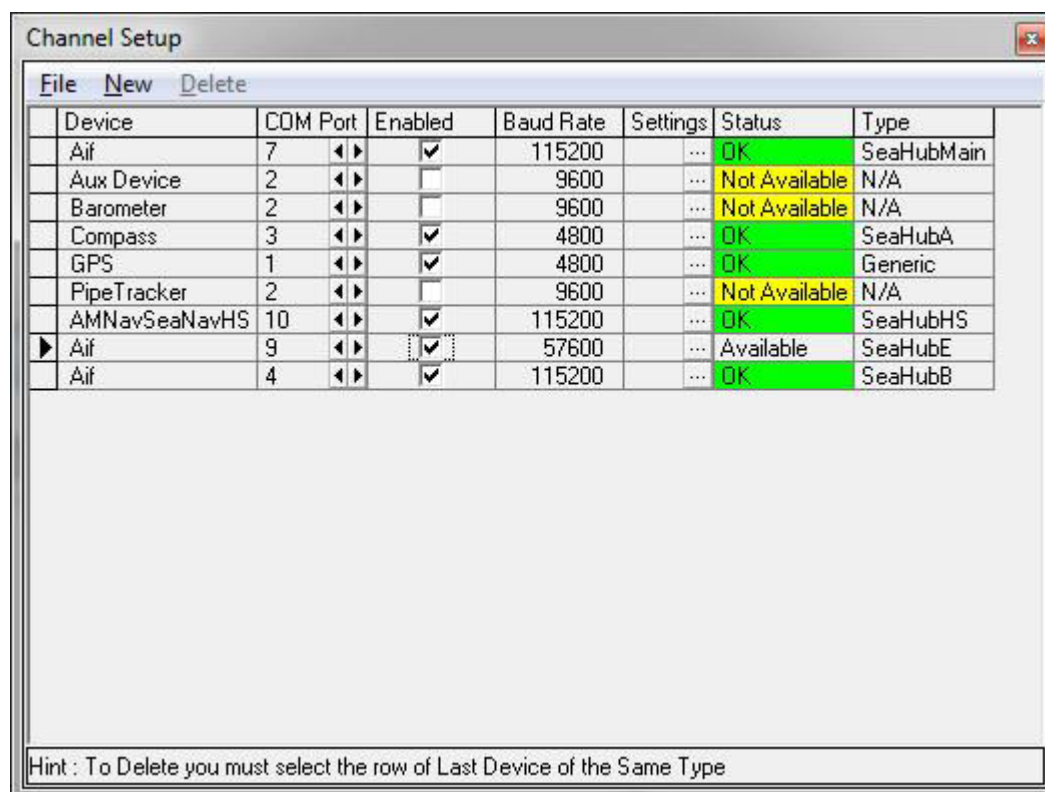 Channel Setup
File New Delete
Device COM Port Enabled Baud Rate Settings Status Type
Aif 7 115200 ... OK SeaHubMain
Aux Device 2 9600 ... Not Available N/A
Barometer 2 9600 ... Not Available N/A
Compass 3 4800 ... OK SeaHubA
GPS 1 4800 ... OK Generic
PipeTracker 2 9600 ... Not Available N/A
AMNavSeaNavHS 10 115200 ... OK SeaHubHS
Aif 9 57600 ... Available SeaHubE
Aif 4 115200 ... OK SeaHubB
Hint : To Delete you must select the row of Last Device of the Same Type